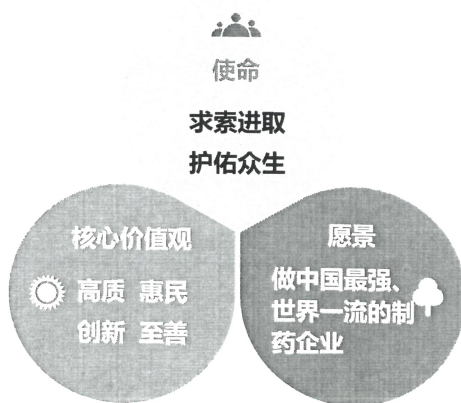 使命
求索进取
护佑众生
核心价值观
高质 惠民
创新 至善
愿景
做中国最强、
世界一流的制
药企业